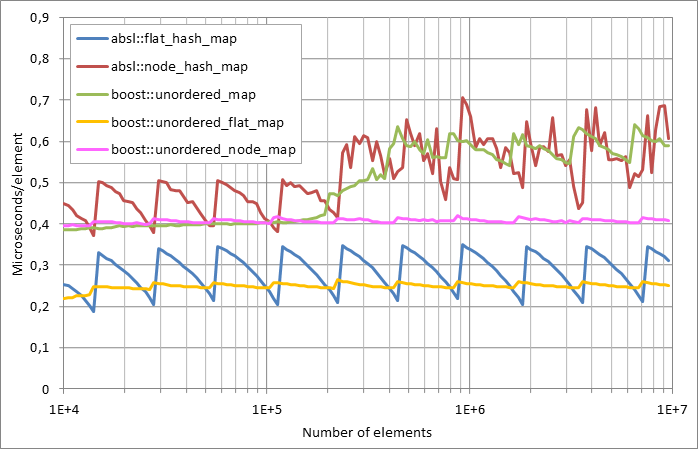 0,9
0,8
0,7
0,6
0,5
0,4
0,3
0,2
0,1
0
Microseconds/element
absl::flat_hash_map
absl::node_hash_map
boost::unordered_map
boost::unordered_flat_map
boost::unordered_node_map
1E+4 1E+5 1E+6 1E+7
Number of elements